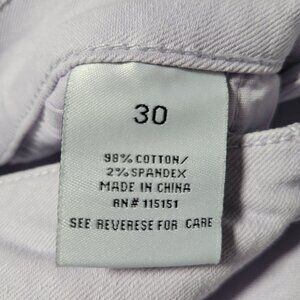 30
98% COTTON/
2% SPANDEX
MADE IN CHINA
RN# 115151
SEE REVERESE FOR CARE